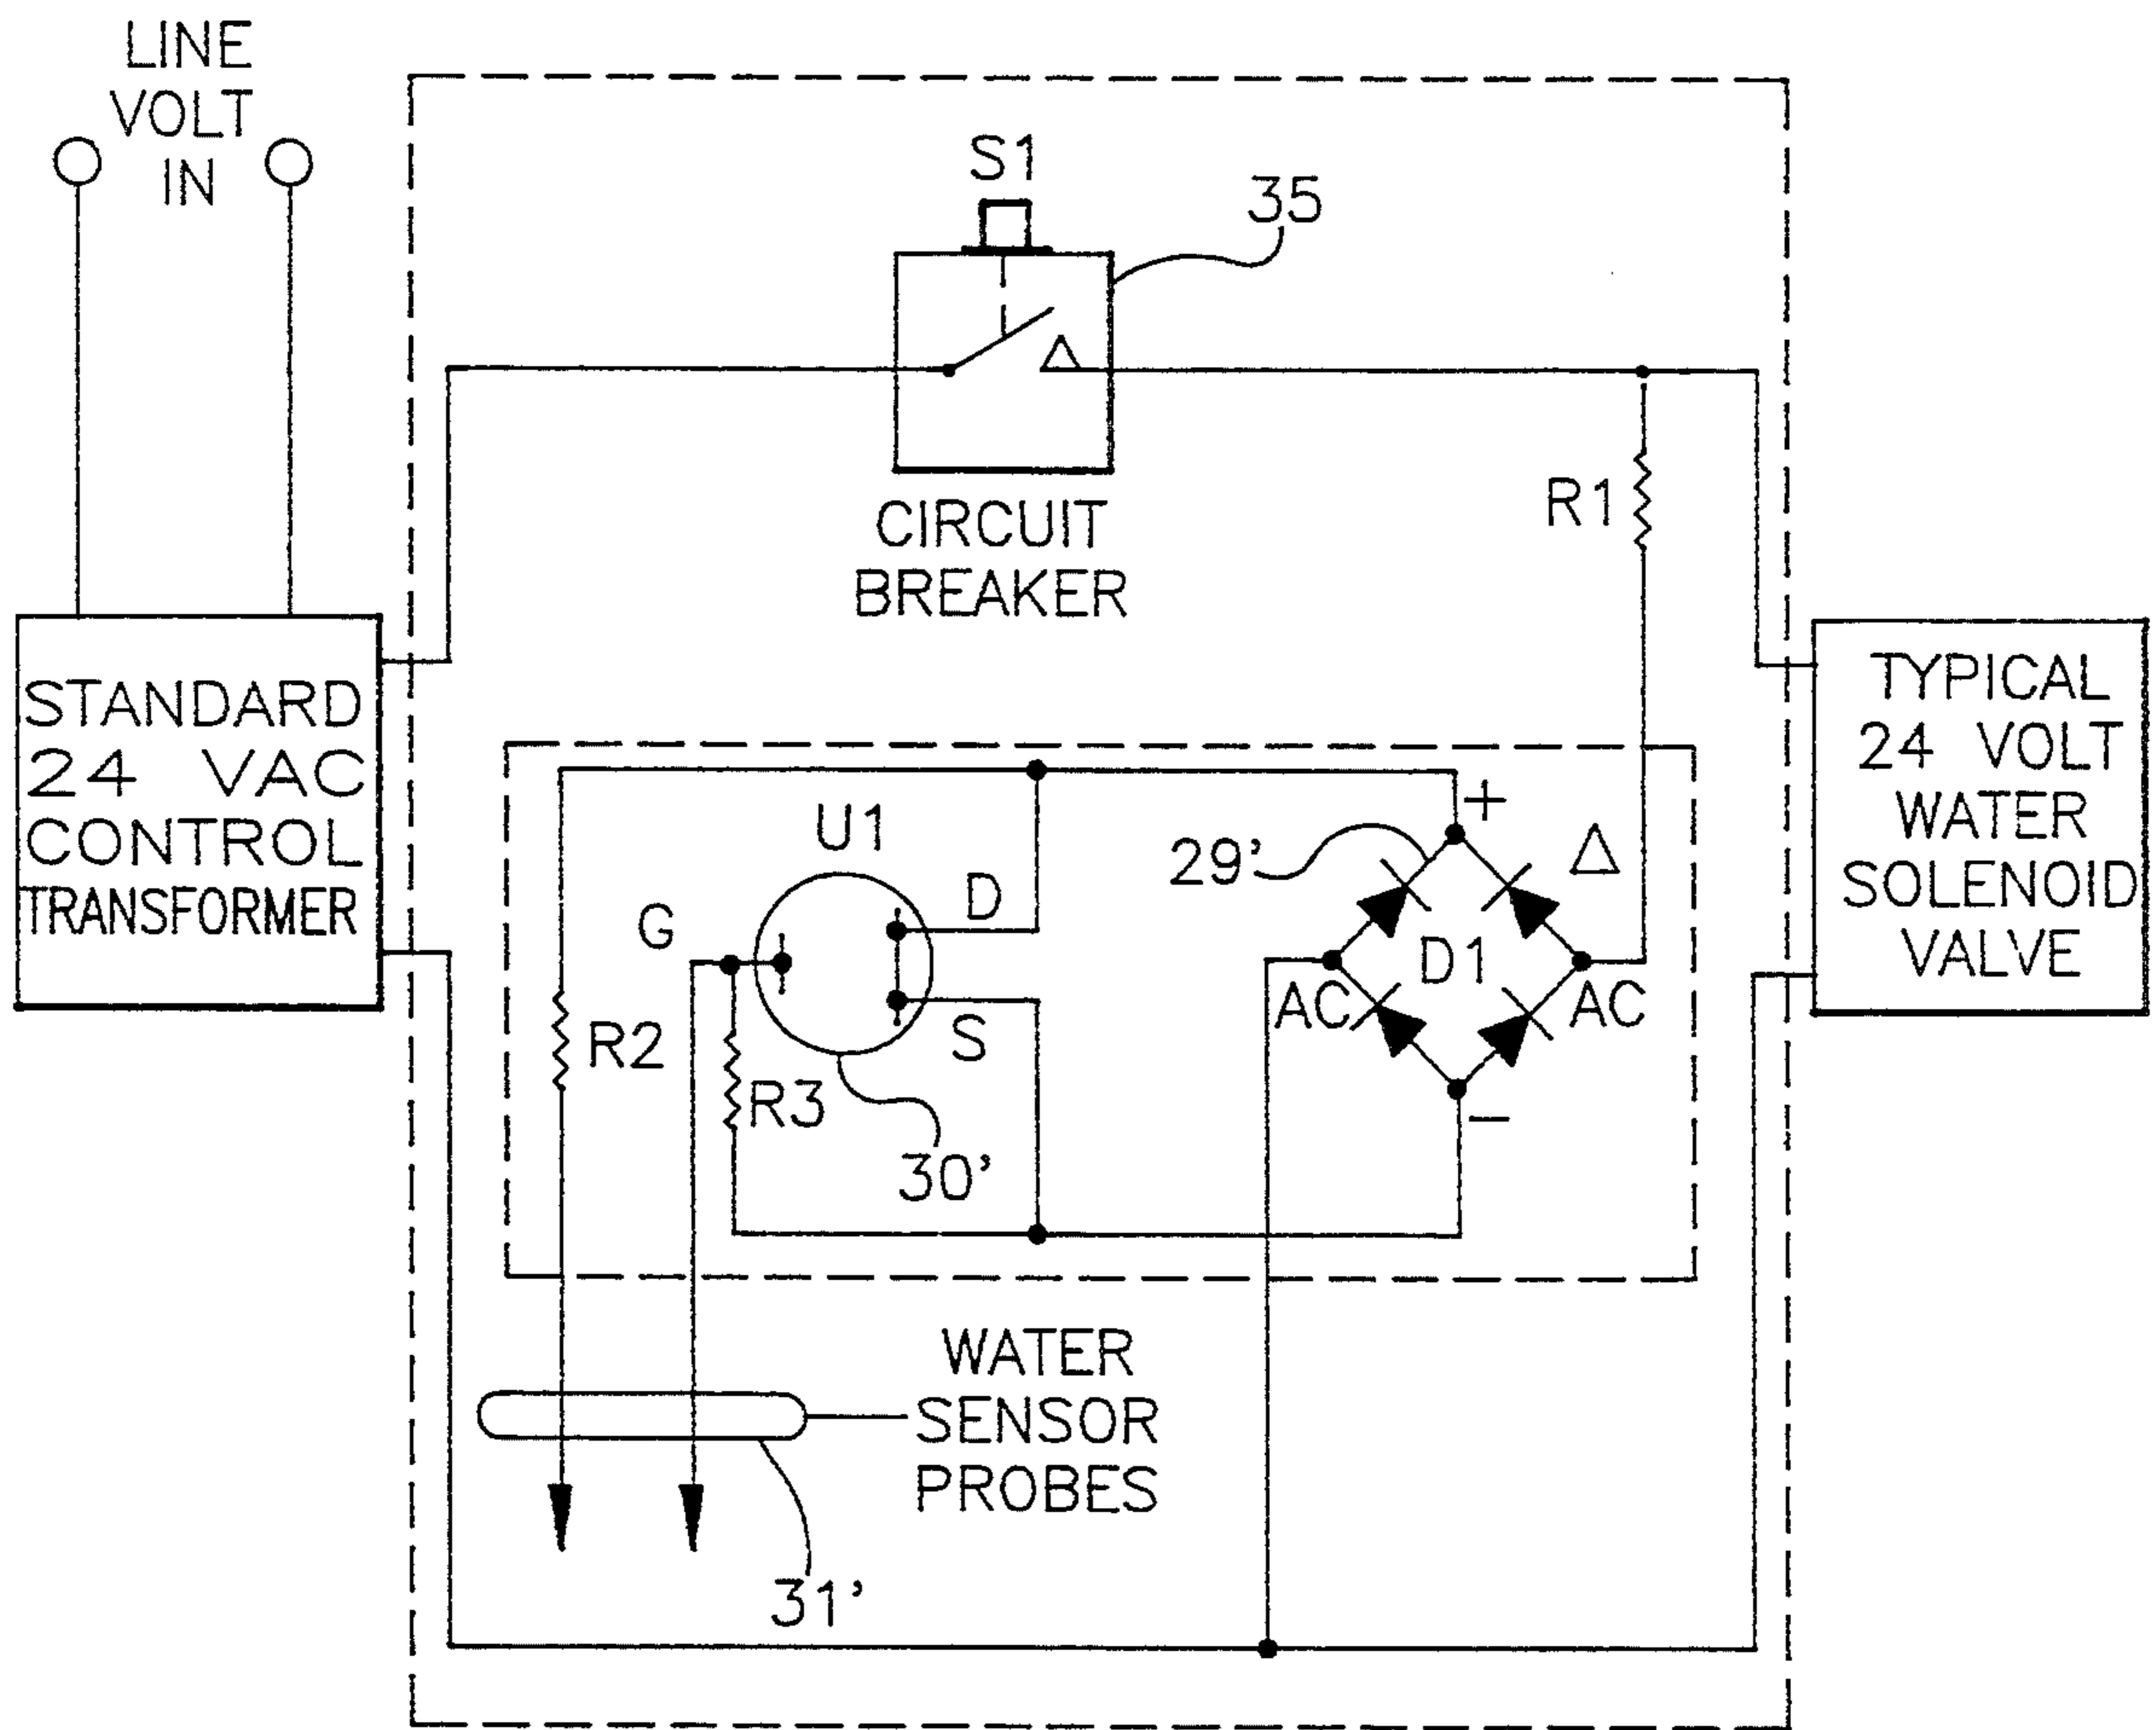 LINE
VOLT
IN
S1
35
CIRCUIT
BREAKER
R1
STANDARD
24 VAC
CONTROL
TRANSFORMER
TYPICAL
24 VOLT
WATER
SOLENOID
VALVE
U1
+
29'
Δ
G
D
D1
AC
AC
S
R2
R3
−
30'
WATER
SENSOR
PROBES
31'